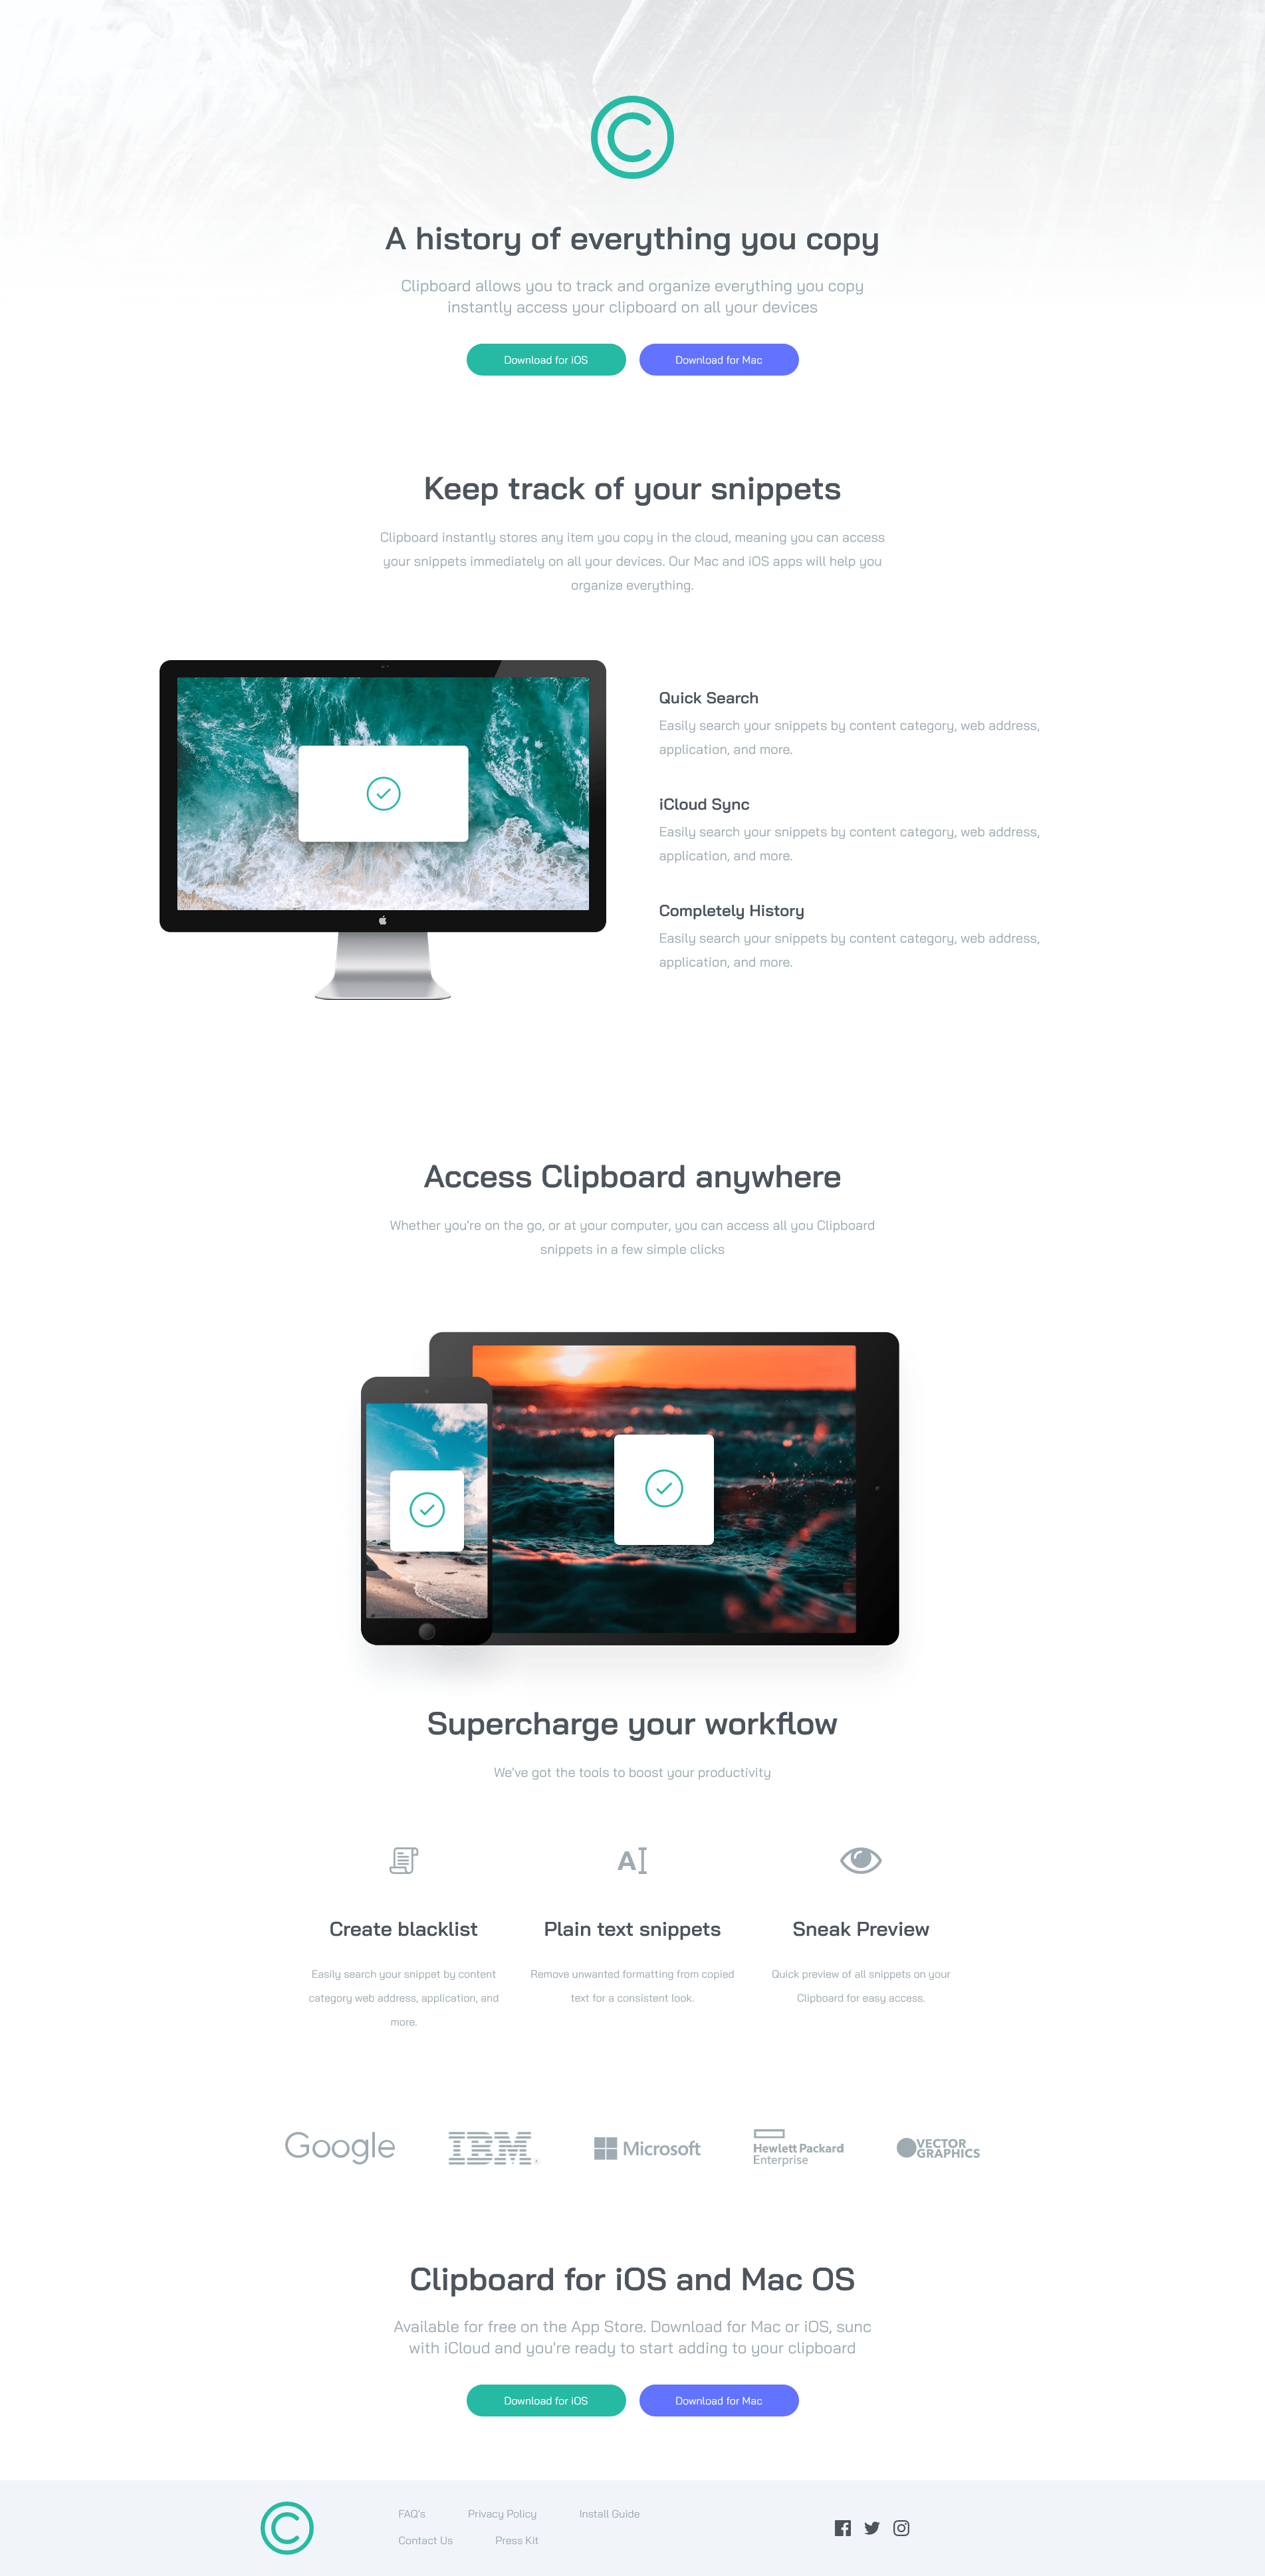 A history of everything you copy
Clipboard allows you to track and organize everything you copy
instantly access your clipboard on all your devices
Download for iOS
Download for Mac
Keep track of your snippets
Clipboard instantly stores any item you copy in the cloud, meaning you can access
your snippets immediately on all your devices. Our Mac and iOS apps will help you
organize everything.
Quick Search
Easily search your snippets by content category, web address,
application, and more.
iCloud Sync
Easily search your snippets by content category, web address,
application, and more.
Completely History
Easily search your snippets by content category, web address,
application, and more.
Access Clipboard anywhere
Whether you're on the go, or at your computer, you can access all you Clipboard
snippets in a few simple clicks
Supercharge your workflow
We've got the tools to boost your productivity
A
Create blacklist
Easily search your snippet by content
category web address, application, and
more.
Plain text snippets
Remove unwanted formatting from copied
text for a consistent look.
Sneak Preview
Quick preview of all snippets on your
Clipboard for easy access.
Google
IBM
Microsoft
Hewlett Packard
Enterprise
VECTOR
GRAPHICS
Clipboard for iOS and Mac OS
Available for free on the App Store. Download for Mac or iOS, sunc
with iCloud and you're ready to start adding to your clipboard
Download for iOS
Download for Mac
FAQ's
Privacy Policy
Install Guide
Contact Us
Press Kit